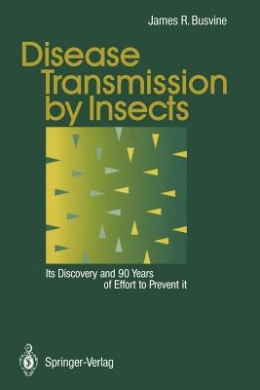 James R. Busvine
Disease
Transmission
by Insects
Its Discovery and 90 Years
of Effort to Prevent it
Springer-Verlag